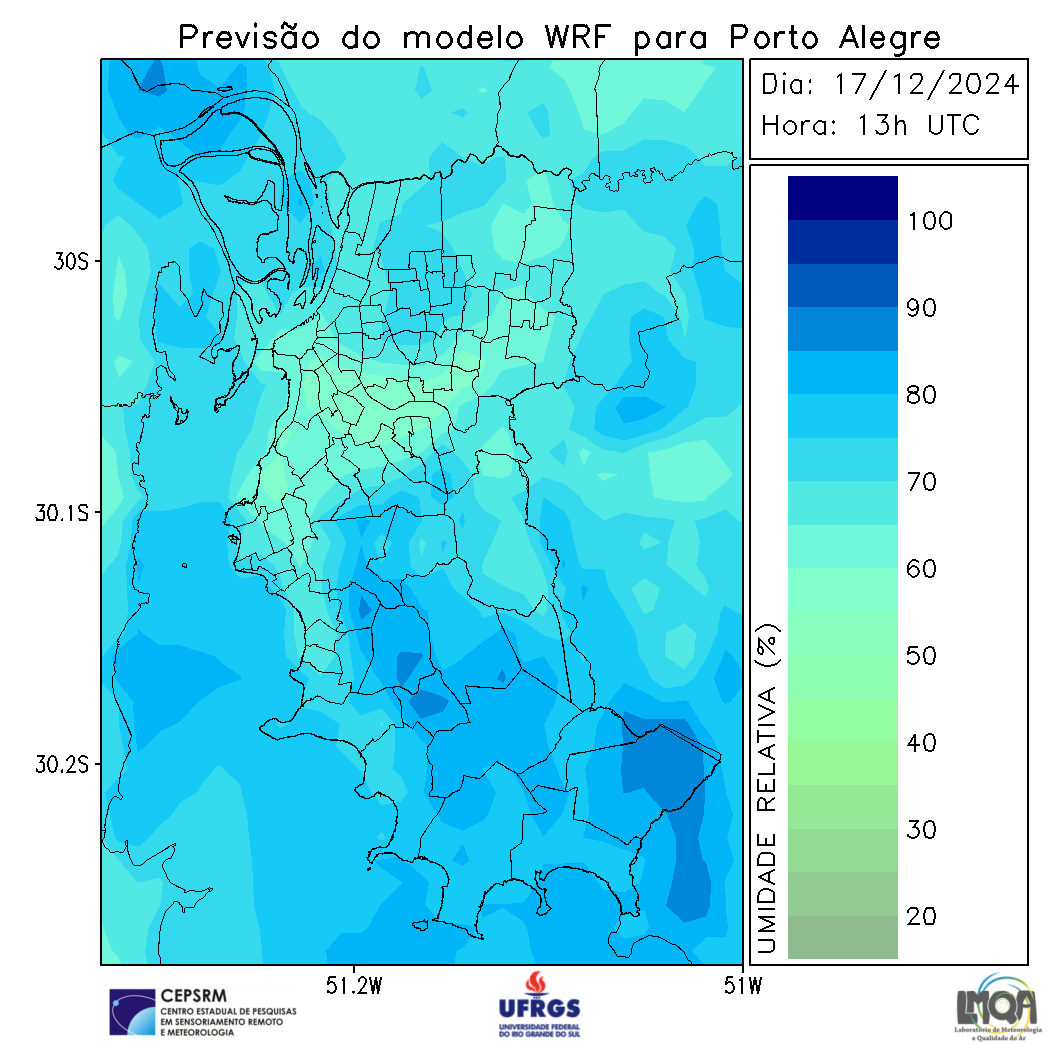 Previsão do modelo WRF para Porto Alegre
Dia: 17/12/2024
Hora: 13h UTC
30S
30.1S
30.2S
51.2W
51W
100
90
80
70
60
50
40
30
20
UMIDADE RELATIVA (%)
CEPSRM
CENTRO ESTADUAL DE PESQUISAS
EM SENSORIAMENTO REMOTO
E METEOROLOGIA
UFRGS
UNIVERSIDADE FEDERAL
DO RIO GRANDE DO SUL
LMQA
Laboratório de Meteorologia
e Qualidade do Ar